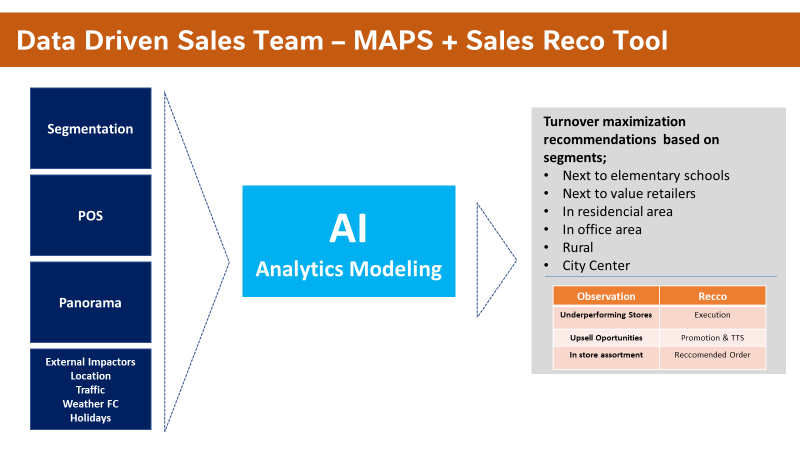 Data Driven Sales Team – MAPS + Sales Reco Tool
Segmentation
POS
Panorama
External Impactors
Location
Traffic
Weather FC
Holidays
AI
Analytics Modeling
Turnover maximization
recommendations based on
segments;
• Next to elementary schools
• Next to value retailers
• In residencial area
• In office area
• Rural
• City Center
Observation Recco
Underperforming Stores Execution
Upsell Oportunities Promotion & TTS
In store assortment Reccomended Order